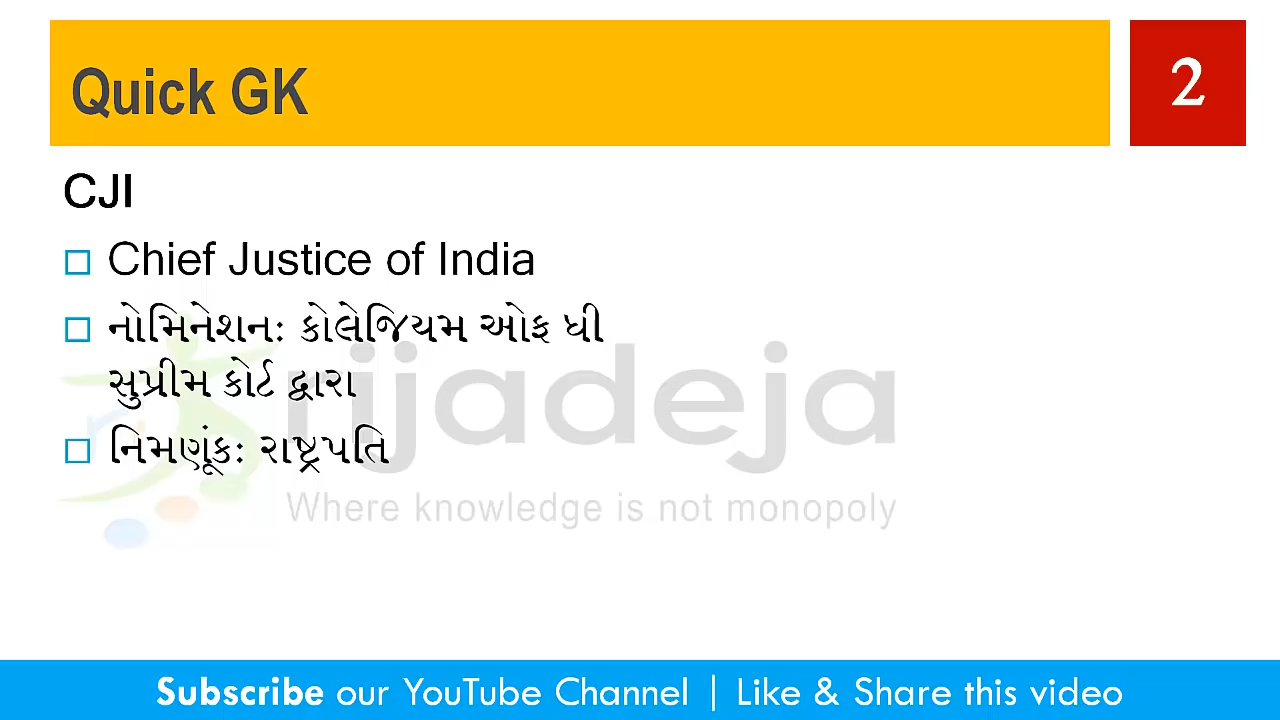 Quick GK
2
CJI
Chief Justice of India
નોમિનેશનઃ કોલેજિયમ ઓફ ધી
સુપ્રીમ કોર્ટ દ્વારા
નિમણૂંકઃ રાષ્ટ્રપતિ
rijadeja
Where knowledge is not monopoly
Subscribe our YouTube Channel | Like & Share this video